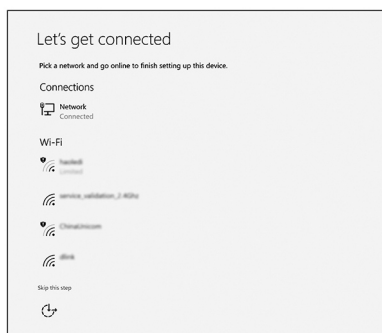 Let's get connected
Pick a network and go online to finish setting up this device.
Connections
Network
Connected
Wi-Fi
Limited
service_validation_2.4Ghz
ChinaUnicom
dlink
Skip this step